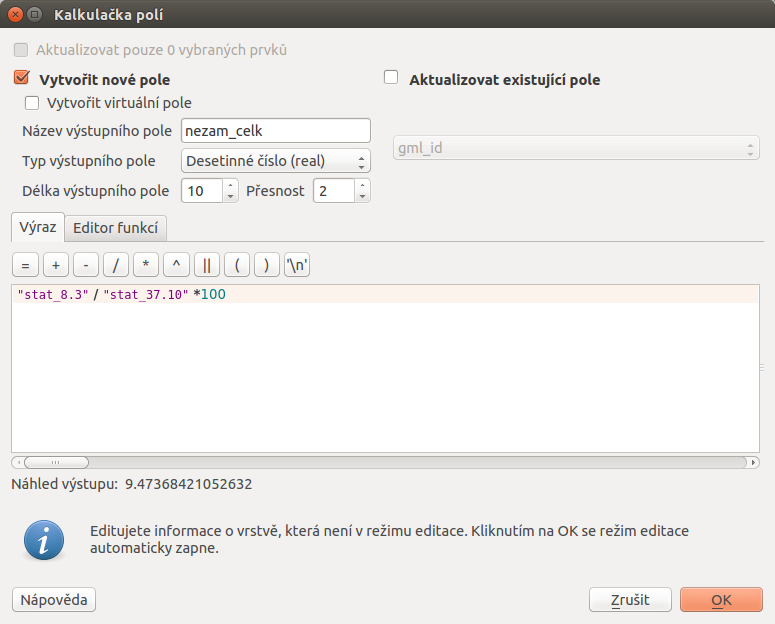 Kalkulačka polí
Aktualizovat pouze 0 vybraných prvků
Vytvořit nové pole
Aktualizovat existující pole
Vytvořit virtuální pole
Název výstupního pole nezam_celk
gml_id
Typ výstupního pole Desetinné číslo (real)
Délka výstupního pole 10 Přesnost 2
Výraz Editor funkcí
= + - / * ^ || ( ) '\n'
"stat_8.3" / "stat_37.10" *100
Náhled výstupu: 9.47368421052632
Editujete informace o vrstvě, která není v režimu editace. Kliknutím na OK se režim editace
automaticky zapne.
Nápověda Zrušit OK